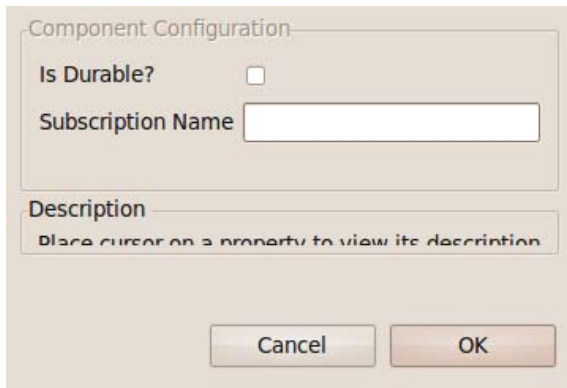 Component Configuration
Is Durable?
Subscription Name
Description
Place cursor on a property to view its description
Cancel
OK